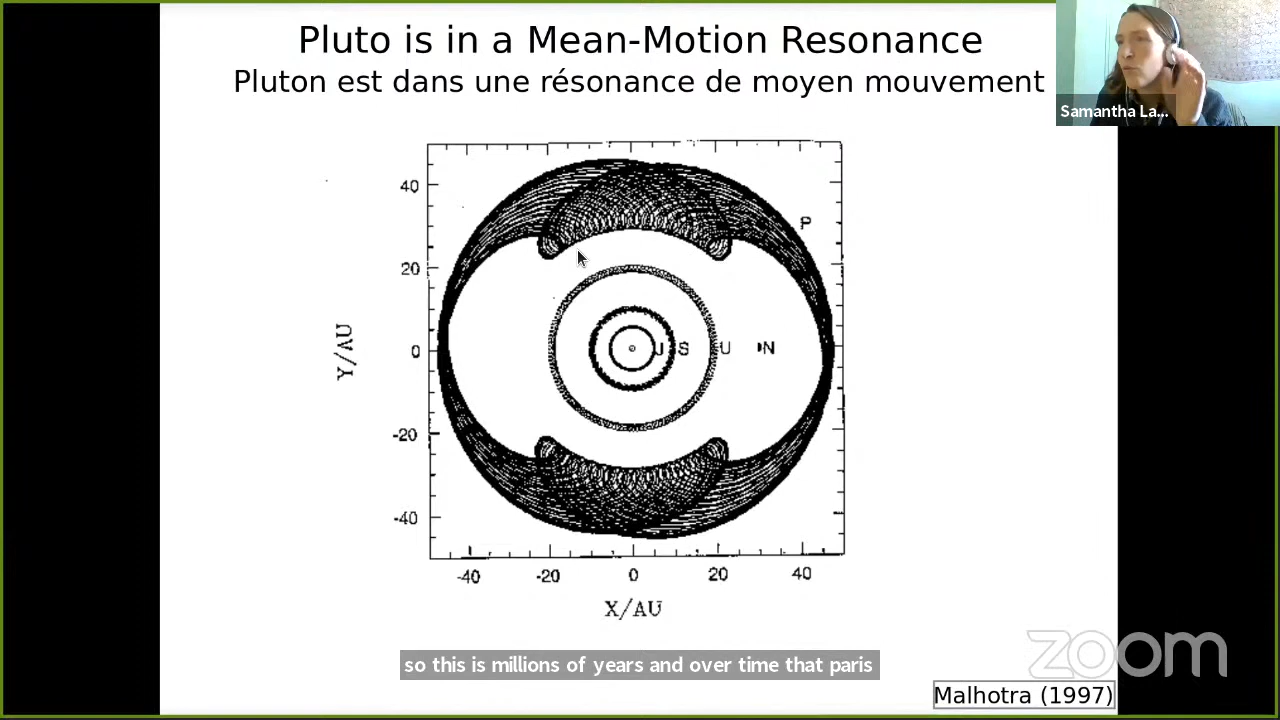 Pluto is in a Mean-Motion Resonance
Pluton est dans une résonance de moyen mouvement
Samantha La...
40
20
0
-20
-40
Y/AU
P
J S U N
-40 -20 0 20 40
X/AU
so this is millions of years and over time that paris
zoom
Malhotra (1997)